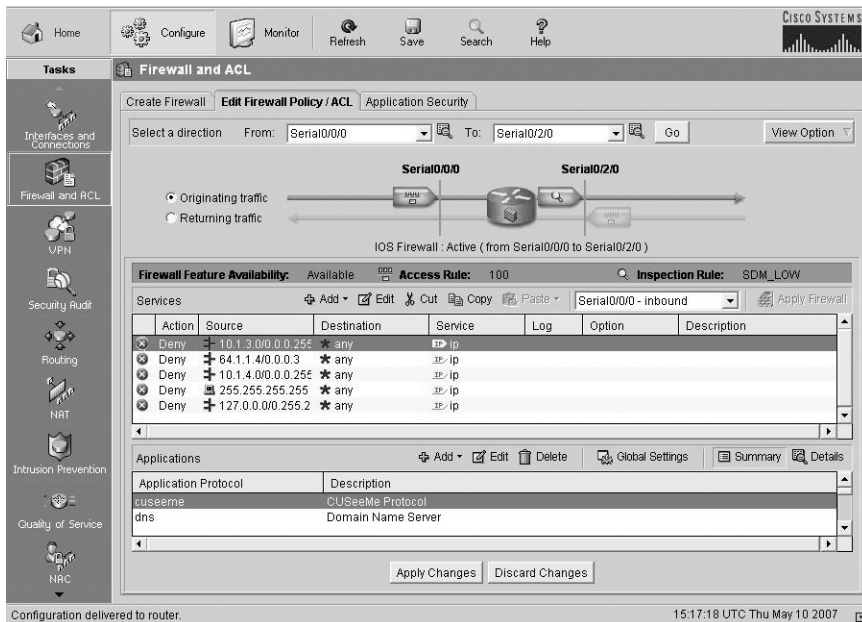 Home Configure Monitor Refresh Save Search Help CISCO SYSTEMS
Tasks
Firewall and ACL
Interfaces and Connections
Firewall and ACL
VPN
Security Audit
Routing
NAT
Intrusion Prevention
Quality of Service
NAC
Create Firewall Edit Firewall Policy / ACL Application Security
Select a direction From: Serial0/0/0 To: Serial0/2/0 Go View Option
Serial0/0/0 Serial0/2/0
Originating traffic
Returning traffic
IOS Firewall : Active ( from Serial0/0/0 to Serial0/2/0 )
Firewall Feature Availability: Available Access Rule: 100 Inspection Rule: SDM_LOW
Services Add Edit Cut Copy Paste Serial0/0/0 - inbound Apply Firewall
Action Source Destination Service Log Option Description
Deny 10.1.3.0/0.0.0.255 any IP ip
Deny 64.1.1.4/0.0.0.3 any IP ip
Deny 10.1.4.0/0.0.0.255 any IP ip
Deny 255.255.255.255 any IP ip
Deny 127.0.0.0/0.255.2 any IP ip
Applications Add Edit Delete Global Settings Summary Details
Application Protocol Description
cuseeme CUSeeMe Protocol
dns Domain Name Server
Apply Changes Discard Changes
Configuration delivered to router. 15:17:18 UTC Thu May 10 2007